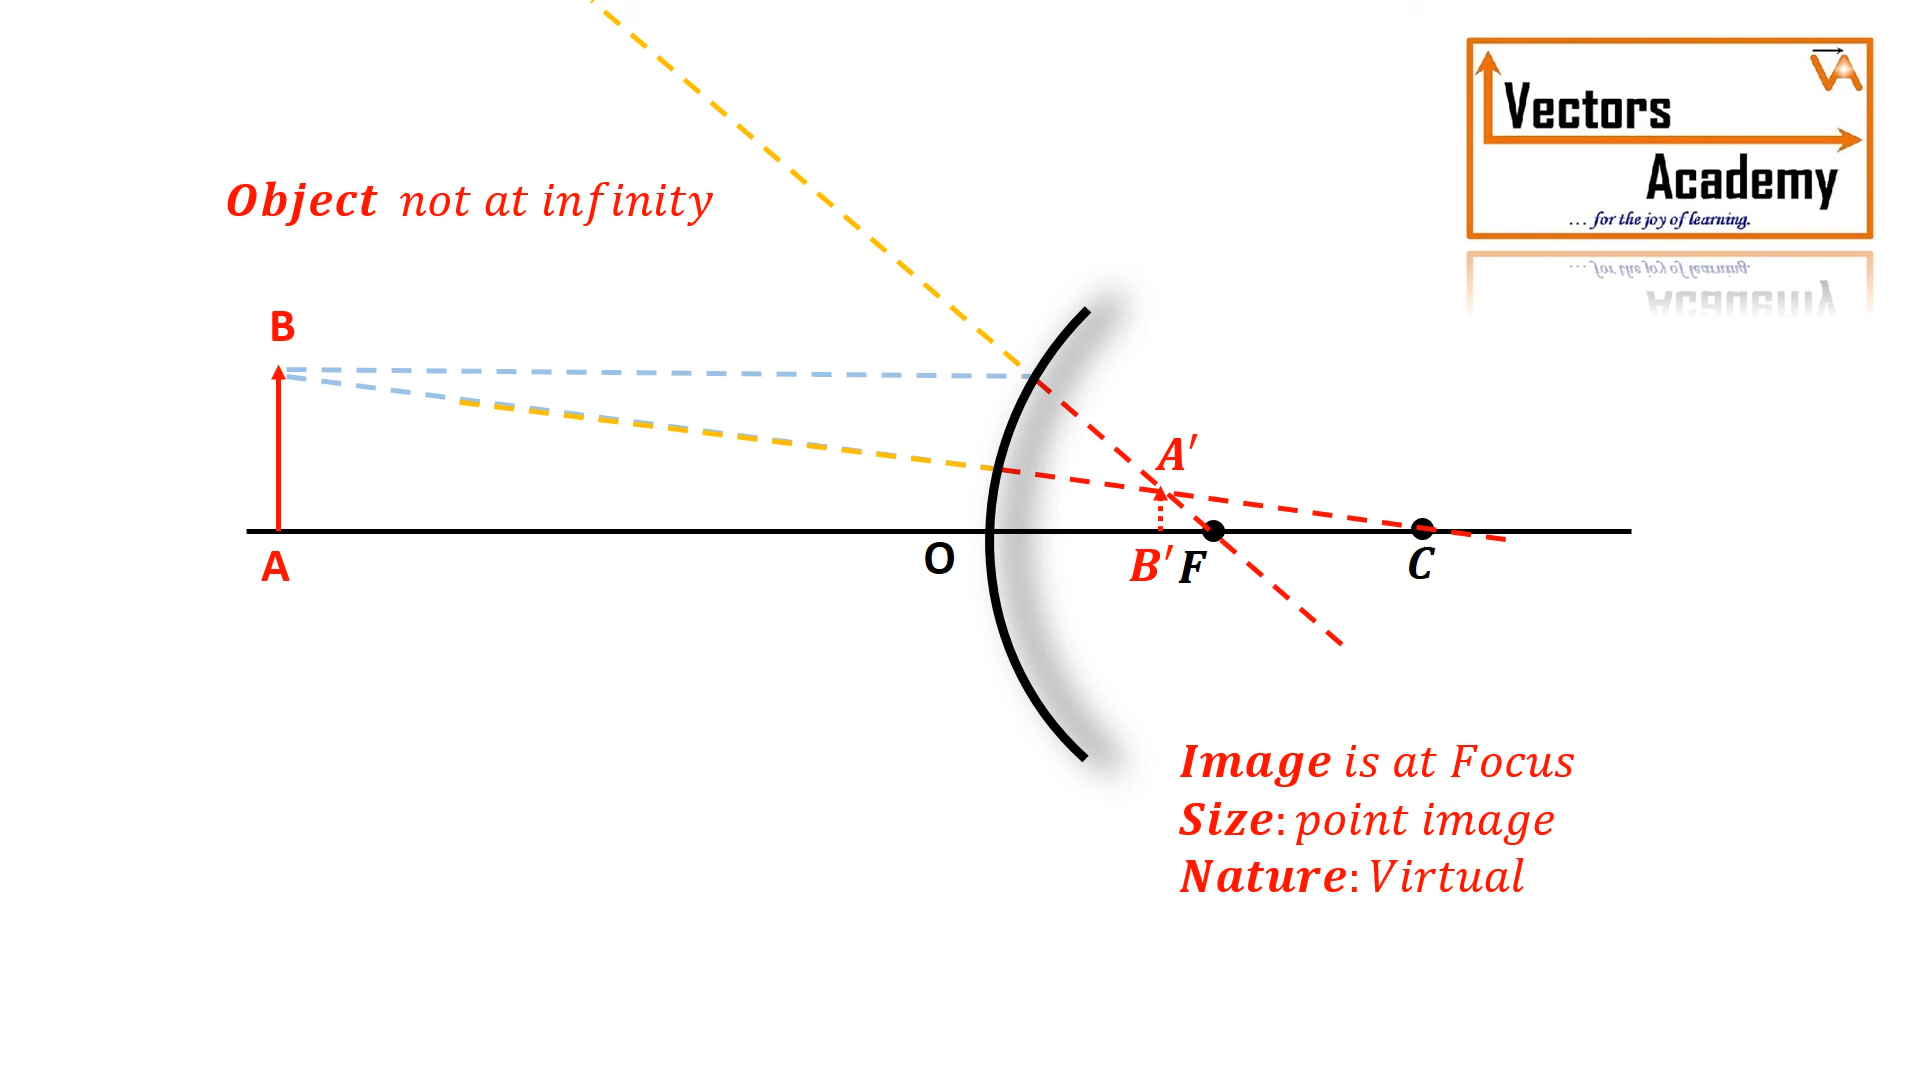 Vectors
Academy
... for the joy of learning.
VA
Object not at infinity
B
A
O
A′
B′ F
C
Image is at Focus
Size: point image
Nature: Virtual